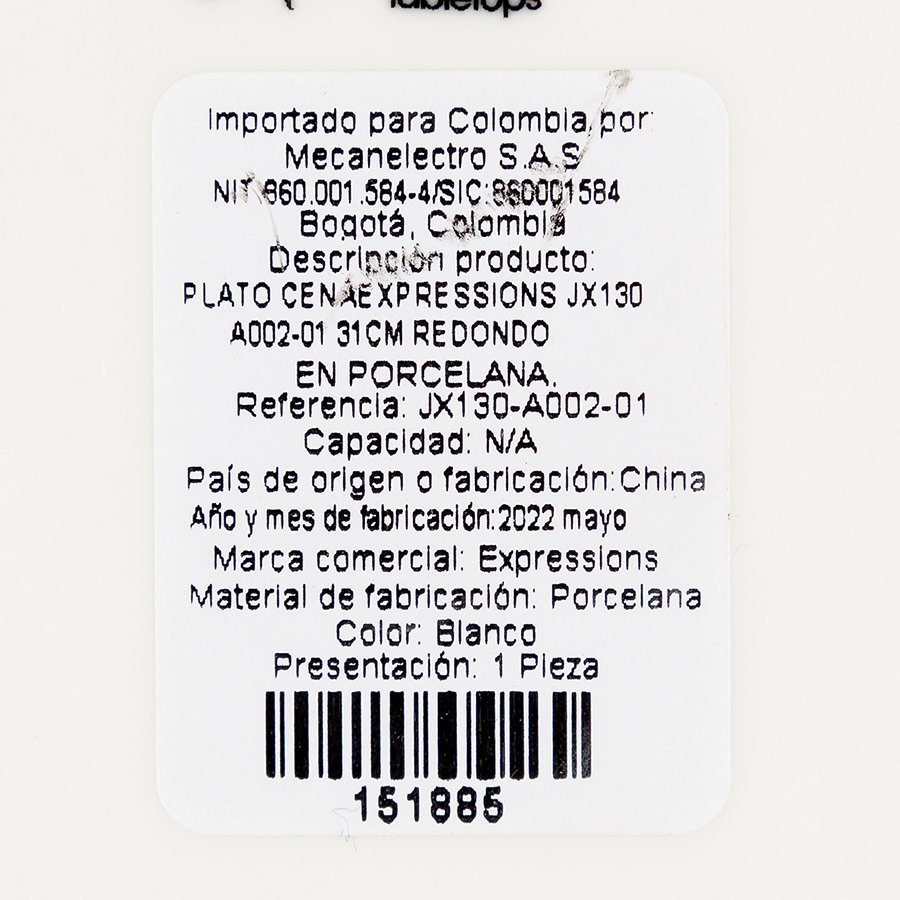 Tabletops
Importado para Colombia por:
Mecanelectro S.A.S
NIT.860.001.584-4/SIC:860001584
Bogotá, Colombia
Descripción producto:
PLATO CENAEXPRESSIONS JX130
A002-01 31CM REDONDO
EN PORCELANA.
Referencia: JX130-A002-01
Capacidad: N/A
País de origen o fabricación:China
Año y mes de fabricación:2022 mayo
Marca comercial: Expressions
Material de fabricación: Porcelana
Color: Blanco
Presentación: 1 Pieza
151885